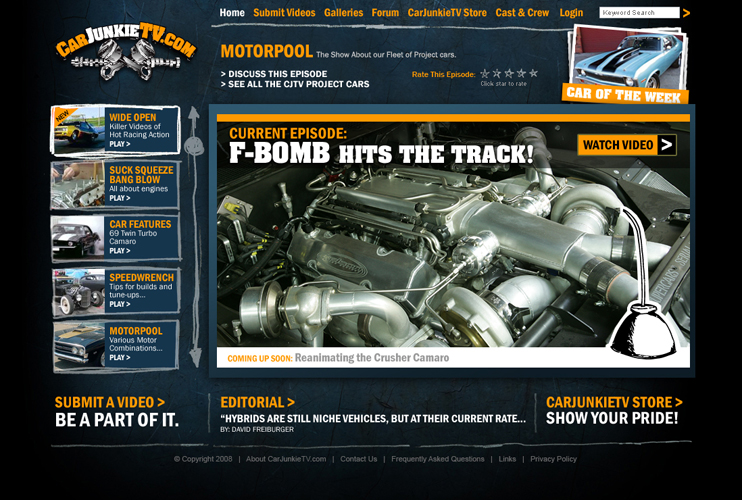 Home Submit Videos Galleries Forum CarJunkieTV Store Cast & Crew Login Keyword Search >
CARJUNKIETV.COM
MOTORPOOL The Show About our Fleet of Project cars.
> DISCUSS THIS EPISODE
> SEE ALL THE CJTV PROJECT CARS
Rate This Episode:
Click star to rate
CAR OF THE WEEK
NEW
WIDE OPEN
Killer Videos of
Hot Racing Action
PLAY >
SUCK SQUEEZE
BANG BLOW
All about engines
PLAY >
CAR FEATURES
69 Twin Turbo
Camaro
PLAY >
SPEEDWRENCH
Tips for builds and
tune-ups...
PLAY >
MOTORPOOL
Various Motor
Combinations...
PLAY >
CURRENT EPISODE:
F-BOMB HITS THE TRACK!
WATCH VIDEO >
COMING UP SOON: Reanimating the Crusher Camaro
SUBMIT A VIDEO >
BE A PART OF IT.
EDITORIAL >
“HYBRIDS ARE STILL NICHE VEHICLES, BUT AT THEIR CURRENT RATE...
BY: DAVID FREIBURGER
CARJUNKIETV STORE >
SHOW YOUR PRIDE!
© Copyright 2008 | About CarJunkieTV.com | Contact Us | Frequently Asked Questions | Links | Privacy Policy